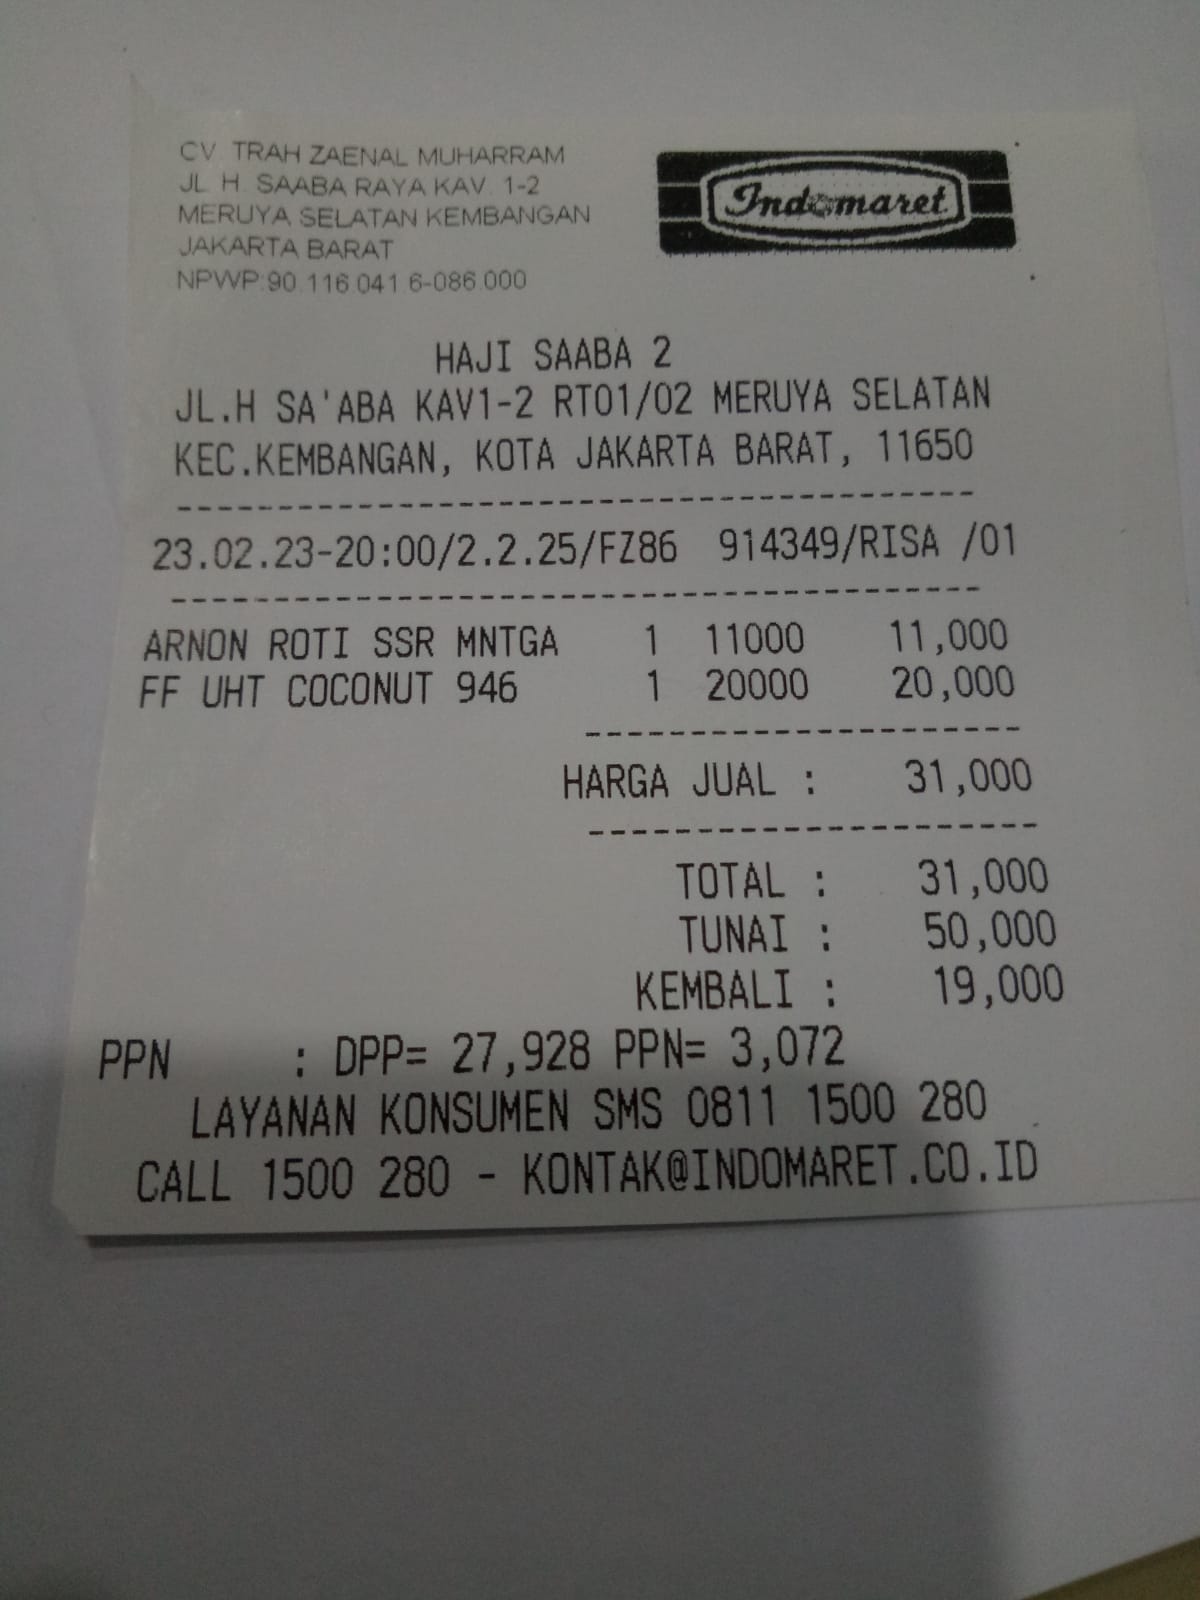 CV. TRAH ZAENAL MUHARRAM
JL. H. SAABA RAYA KAV. 1-2
MERUYA SELATAN KEMBANGAN
JAKARTA BARAT
NPWP:90.116.041.6-086.000
Indomaret
HAJI SAABA 2
JL.H SA'ABA KAV1-2 RT01/02 MERUYA SELATAN
KEC.KEMBANGAN, KOTA JAKARTA BARAT, 11650
23.02.23-20:00/2.2.25/FZ86 914349/RISA /01
ARNON ROTI SSR MNTGA 1 11000 11,000
FF UHT COCONUT 946 1 20000 20,000
HARGA JUAL : 31,000
TOTAL : 31,000
TUNAI : 50,000
KEMBALI : 19,000
PPN : DPP= 27,928 PPN= 3,072
LAYANAN KONSUMEN SMS 0811 1500 280
CALL 1500 280 - KONTAK@INDOMARET.CO.ID